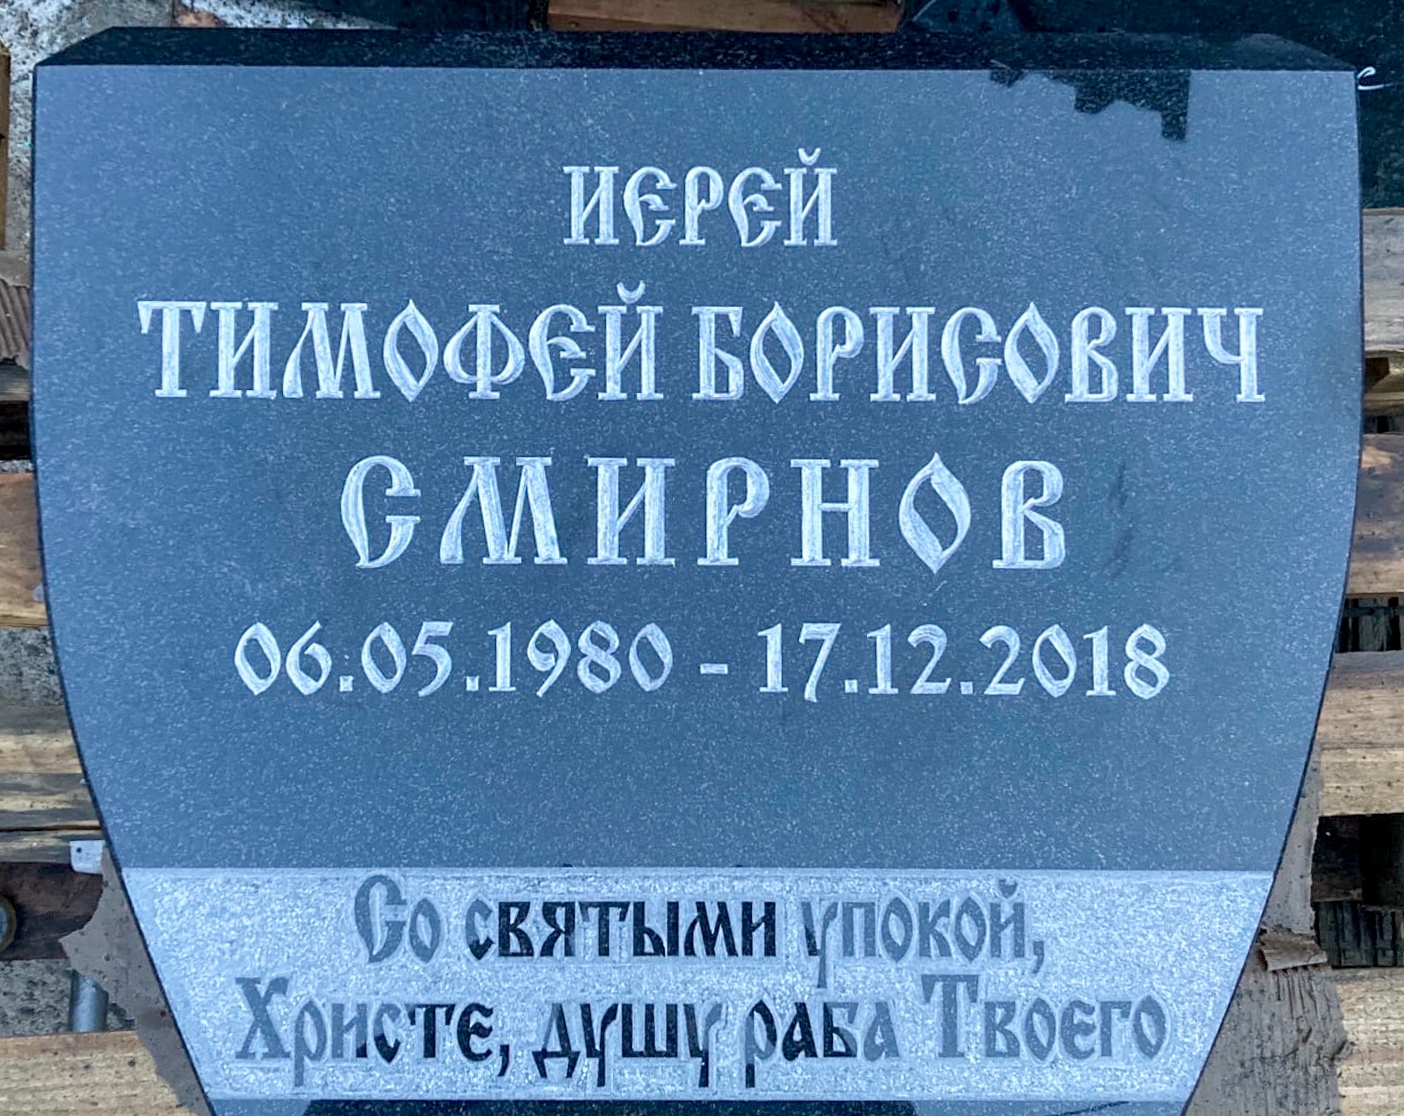 ИЕРЕЙ
ТИМОФЕЙ БОРИСОВИЧ
СМИРНОВ
06.05.1980 - 17.12.2018
Со святыми упокой,
Христе, душу раба Твоего